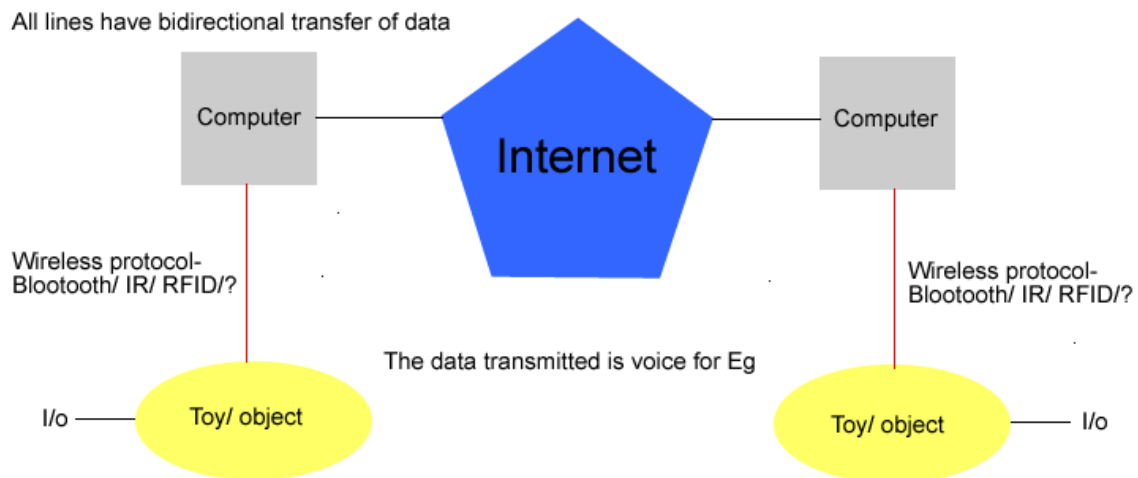 All lines have bidirectional transfer of data
Computer
Internet
Computer
Wireless protocol-
Blootooth/ IR/ RFID/?
Wireless protocol-
Blootooth/ IR/ RFID/?
The data transmitted is voice for Eg
I/o
Toy/ object
Toy/ object
I/o